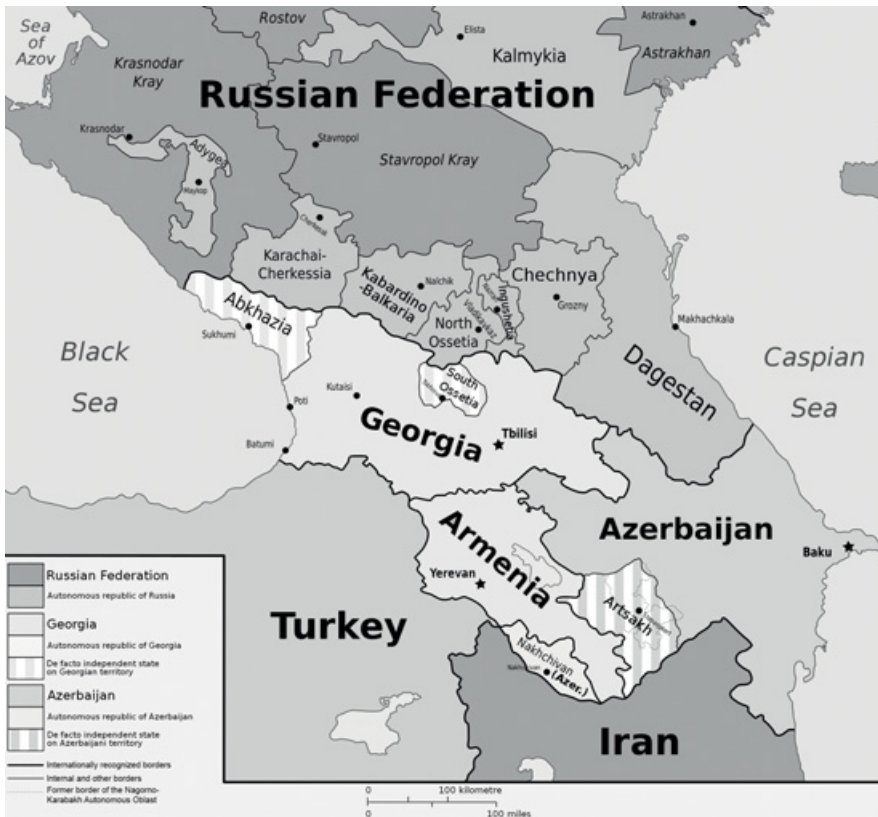 Sea
of
Azov
Rostov
Elista
Kalmykia
Astrakhan
Astrakhan
Krasnodar
Kray
Russian Federation
Krasnodar
Adygea
Maykop
Stavropol
Stavropol Kray
Cherkessk
Karachai-
Cherkessia
Kabardino
-Balkaria
Nalchik
Ingushetia
Vladikavkaz
North
Ossetia
Chechnya
Grozny
Makhachkala
Dagestan
Caspian
Sea
Abkhazia
Sukhumi
Black
Sea
South
Ossetia
Kutaisi
Poti
Batumi
Georgia
Tbilisi
Azerbaijan
Baku
Armenia
Yerevan
Artsakh
Nakhchivan
Nakhchivan
(Azer.)
Turkey
Iran
Russian Federation
Autonomous republic of Russia
Georgia
Autonomous republic of Georgia
De facto independent state
on Georgian territory
Azerbaijan
Autonomous republic of Azerbaijan
De facto independent state
on Azerbaijani territory
Internationally recognized borders
Internal and other borders
Former border of the Nagorno-
Karabakh Autonomous Oblast
0 100 kilometre
0 100 miles